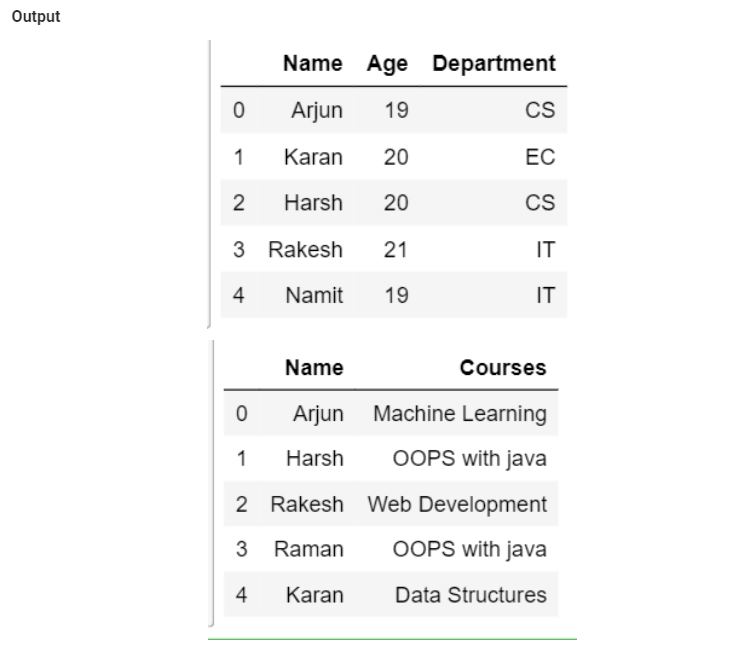 Output
Name Age Department
0 Arjun 19 CS
1 Karan 20 EC
2 Harsh 20 CS
3 Rakesh 21 IT
4 Namit 19 IT
Name Courses
0 Arjun Machine Learning
1 Harsh OOPS with java
2 Rakesh Web Development
3 Raman OOPS with java
4 Karan Data Structures